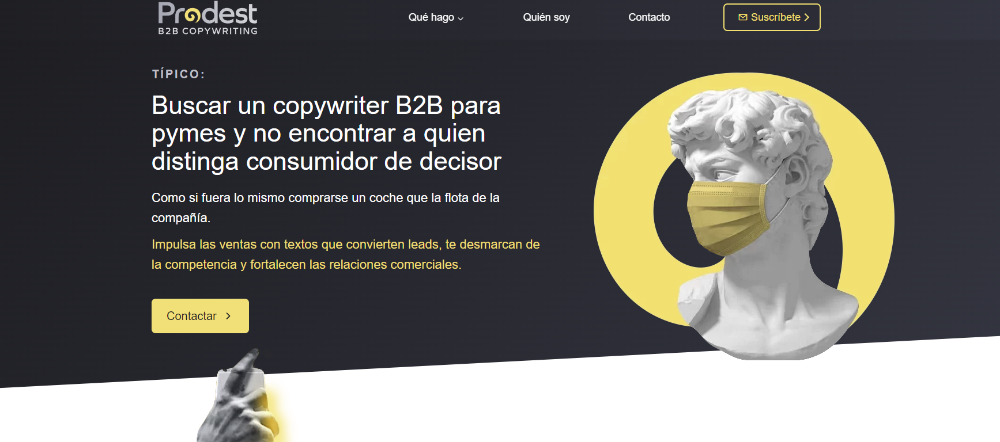 Prodest
B2B COPYWRITING
Qué hago
Quién soy
Contacto
Suscríbete
TÍPICO:
Buscar un copywriter B2B para
pymes y no encontrar a quien
distinga consumidor de decisor
Como si fuera lo mismo comprarse un coche que la flota de la
compañía.
Impulsa las ventas con textos que convierten leads, te desmarcan de
la competencia y fortalecen las relaciones comerciales.
Contactar